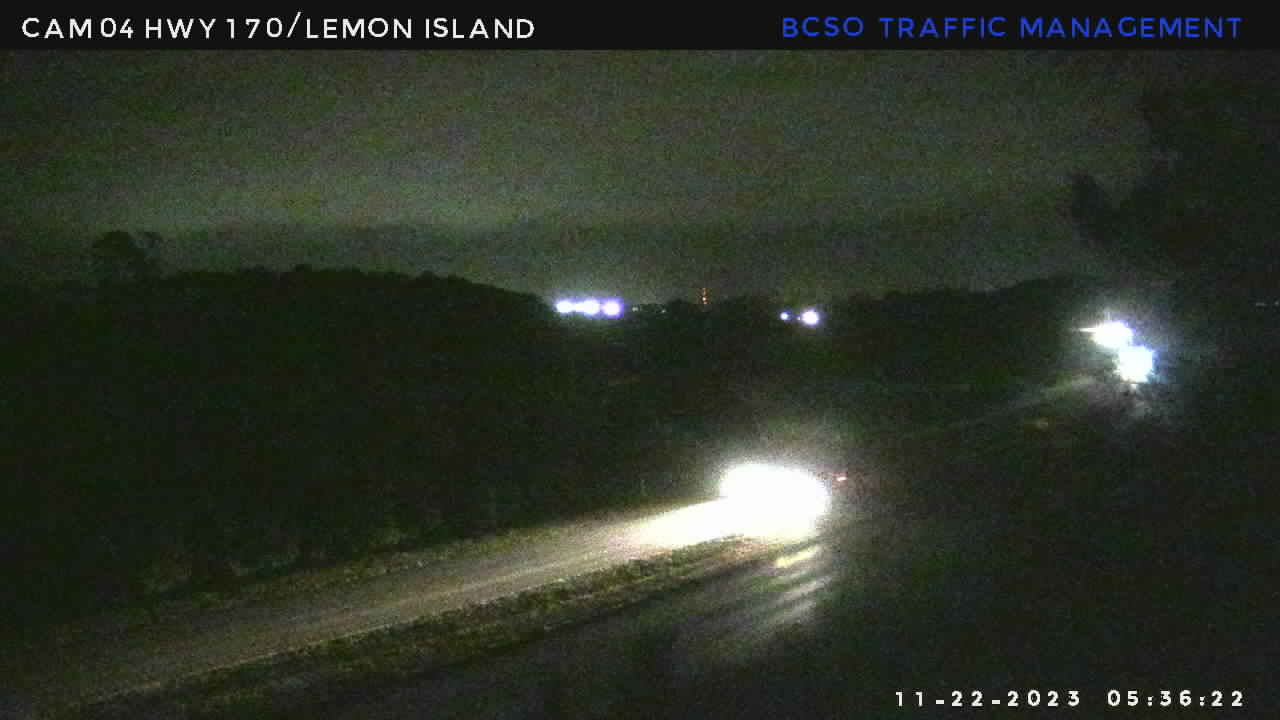 CAM04 HWY 170/LEMON ISLAND
BCSO TRAFFIC MANAGEMENT
11-22-2023 05:36:22